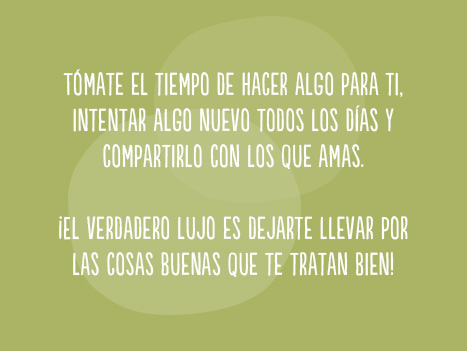 TÓMATE EL TIEMPO DE HACER ALGO PARA TI,
INTENTAR ALGO NUEVO TODOS LOS DÍAS Y
COMPARTIRLO CON LOS QUE AMAS.
¡EL VERDADERO LUJO ES DEJARTE LLEVAR POR
LAS COSAS BUENAS QUE TE TRATAN BIEN!